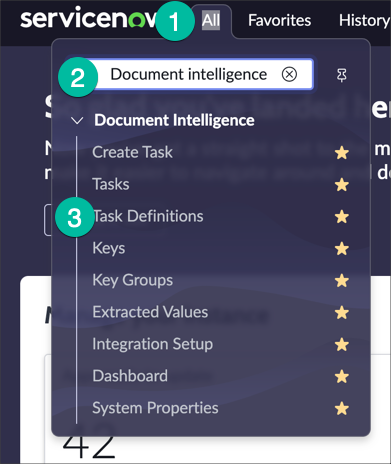 servicenow
1
All
Favorites
History
2
Document intelligence
Document Intelligence
Create Task
Tasks
3
Task Definitions
Keys
Key Groups
Extracted Values
Integration Setup
Dashboard
System Properties
42